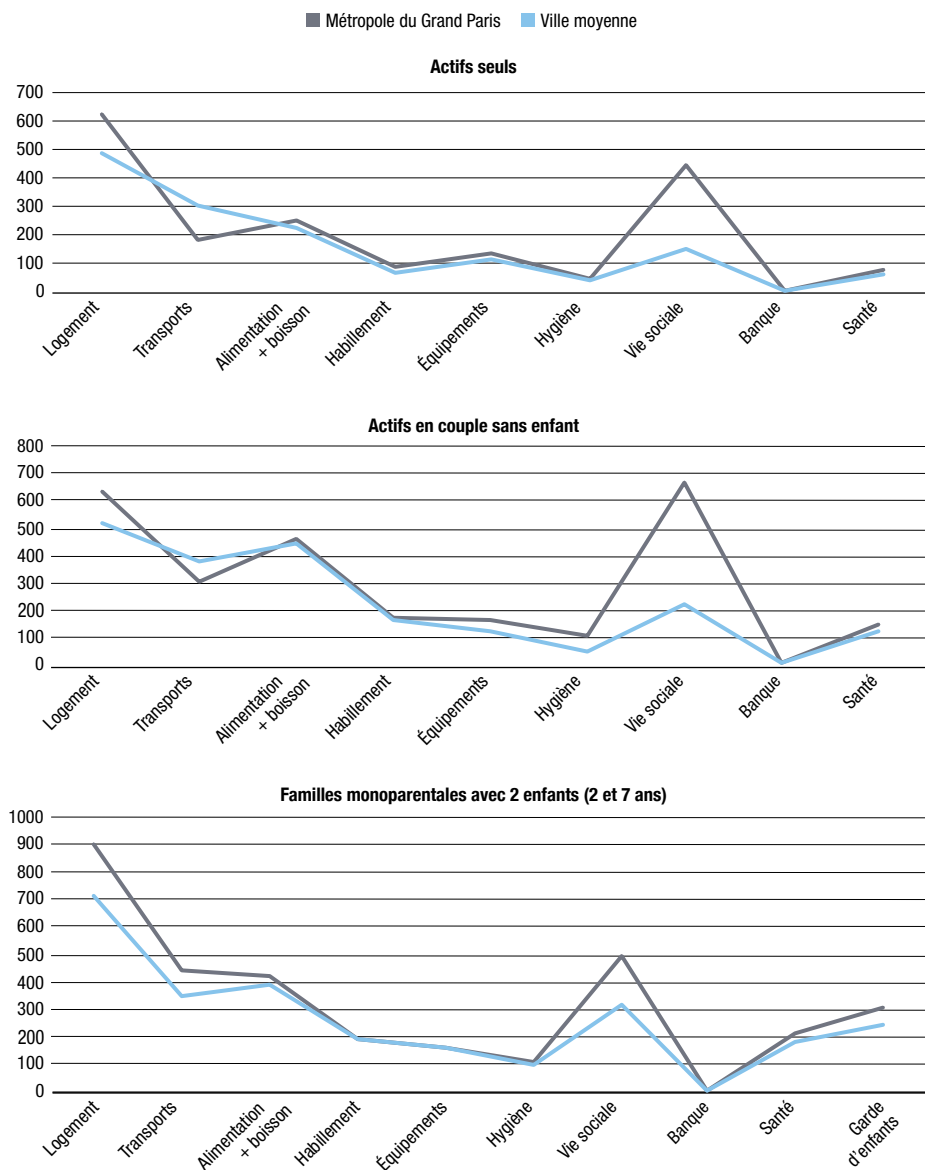 Métropole du Grand Paris Ville moyenne
Actifs seuls
700
600
500
400
300
200
100
0
Logement
Transports
Alimentation
+ boisson
Habillement
Équipements
Hygiène
Vie sociale
Banque
Santé
Actifs en couple sans enfant
800
700
600
500
400
300
200
100
0
Logement
Transports
Alimentation
+ boisson
Habillement
Équipements
Hygiène
Vie sociale
Banque
Santé
Familles monoparentales avec 2 enfants (2 et 7 ans)
1000
900
800
700
600
500
400
300
200
100
0
Logement
Transports
Alimentation
+ boisson
Habillement
Équipements
Hygiène
Vie sociale
Banque
Santé
Garde
d'enfants